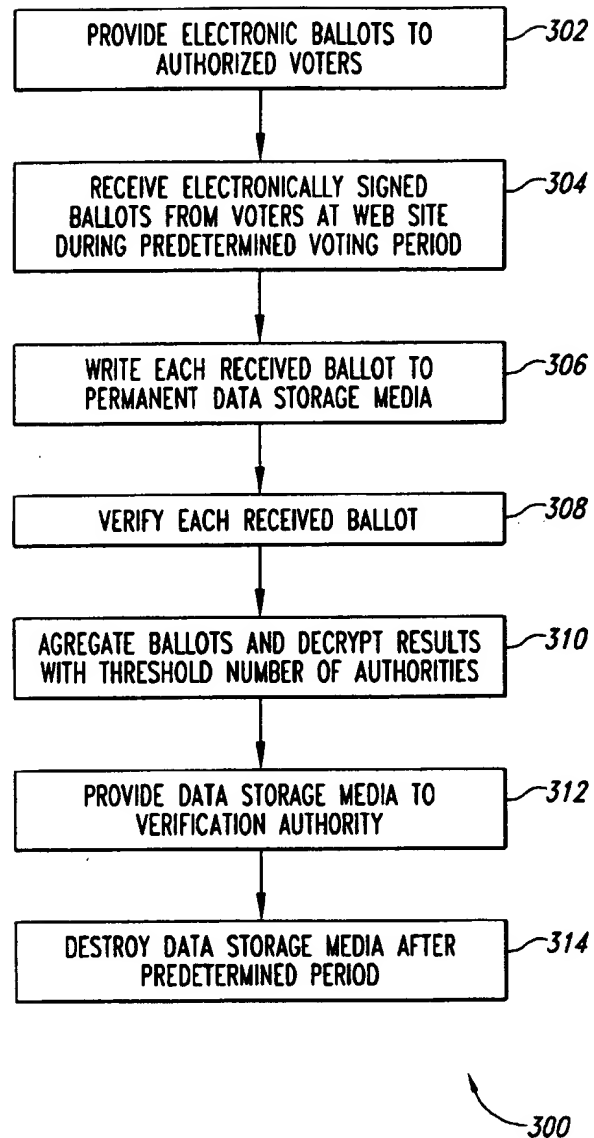 PROVIDE ELECTRONIC BALLOTS TO
AUTHORIZED VOTERS
302
RECEIVE ELECTRONICALLY SIGNED
BALLOTS FROM VOTERS AT WEB SITE
DURING PREDETERMINED VOTING PERIOD
304
WRITE EACH RECEIVED BALLOT TO
PERMANENT DATA STORAGE MEDIA
306
VERIFY EACH RECEIVED BALLOT
308
AGREGATE BALLOTS AND DECRYPT RESULTS
WITH THRESHOLD NUMBER OF AUTHORITIES
310
PROVIDE DATA STORAGE MEDIA TO
VERIFICATION AUTHORITY
312
DESTROY DATA STORAGE MEDIA AFTER
PREDETERMINED PERIOD
314
300